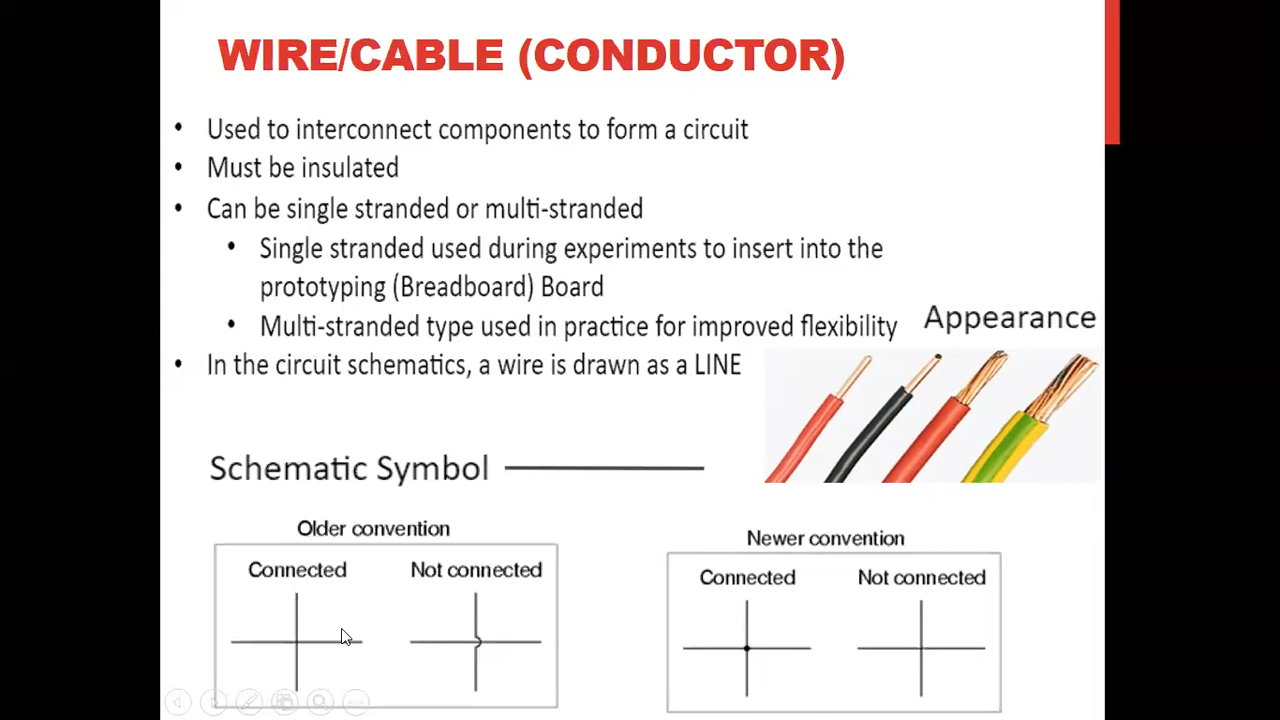 WIRE/CABLE (CONDUCTOR)
• Used to interconnect components to form a circuit
• Must be insulated
• Can be single stranded or multi-stranded
• Single stranded used during experiments to insert into the
prototyping (Breadboard) Board
• Multi-stranded type used in practice for improved flexibility
Appearance
• In the circuit schematics, a wire is drawn as a LINE
Schematic Symbol
Older convention
Connected
Not connected
Newer convention
Connected
Not connected